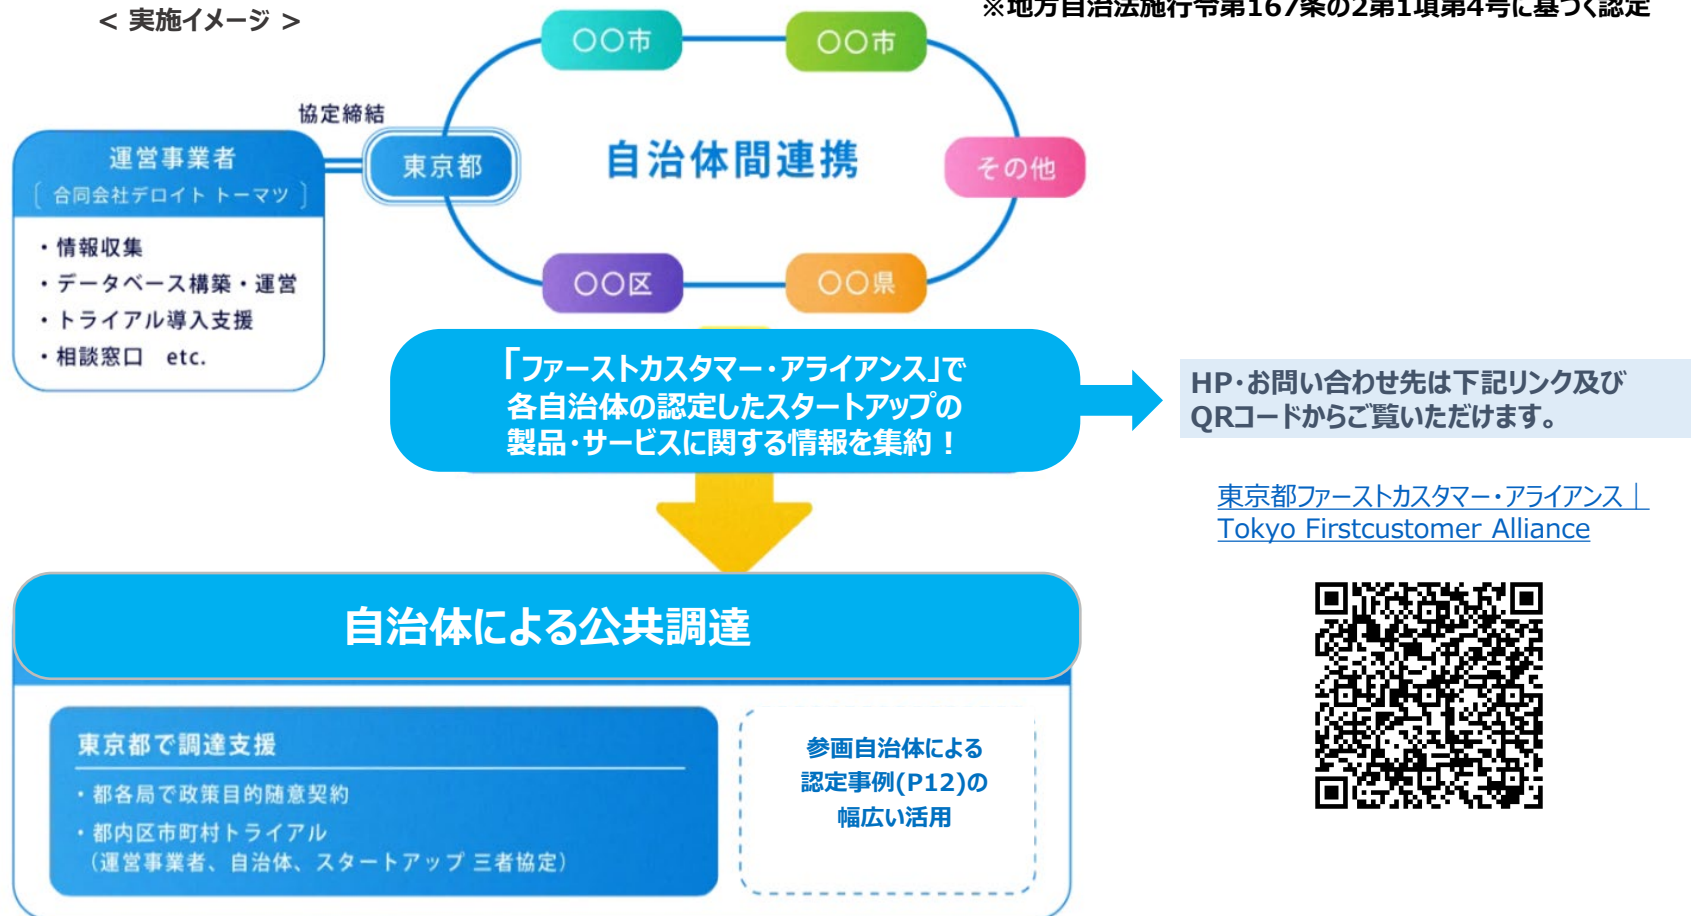 ※地方自治法施行令第167条の2第1項第4号に基づく認定
< 実施イメージ >
〇〇市
〇〇市
協定締結
運営事業者
［ 合同会社デロイト トーマツ ］
東京都
自治体間連携
その他
・情報収集
・データベース構築・運営
・トライアル導入支援
・相談窓口 etc.
〇〇区
〇〇県
「ファーストカスタマー・アライアンス」で
各自治体の認定したスタートアップの
製品・サービスに関する情報を集約！
HP・お問い合わせ先は下記リンク及び
QRコードからご覧いただけます。
東京都ファーストカスタマー・アライアンス｜
Tokyo Firstcustomer Alliance
自治体による公共調達
東京都で調達支援
・都各局で政策目的随意契約
・都内区市町村トライアル
（運営事業者、自治体、スタートアップ 三者協定）
参画自治体による
認定事例(P12)の
幅広い活用